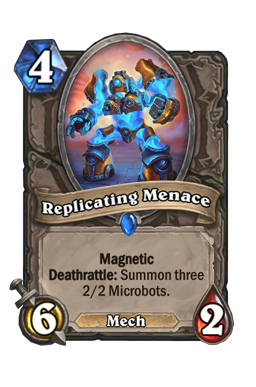 4
Replicating Menace
Magnetic
Deathrattle: Summon three
2/2 Microbots.
6
Mech
2